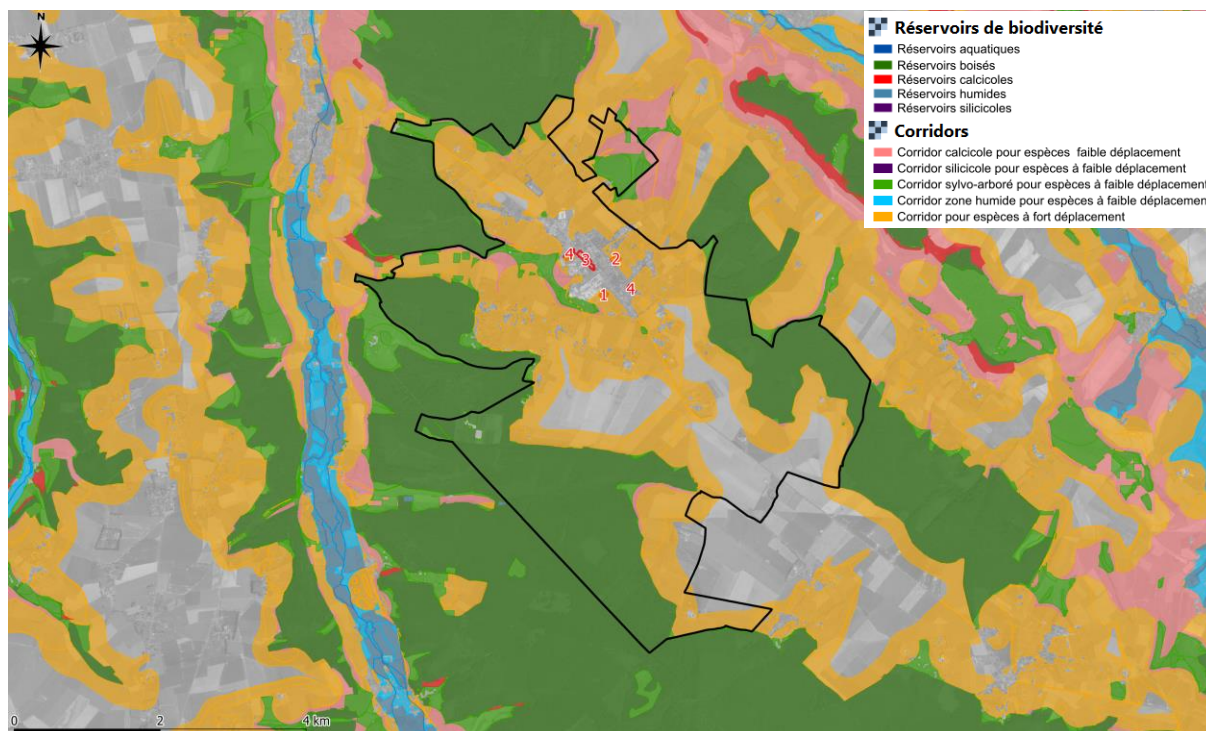 N
Réservoirs de biodiversité
Réservoirs aquatiques
Réservoirs boisés
Réservoirs calcicoles
Réservoirs humides
Réservoirs silicicoles
Corridors
Corridor calcicole pour espèces faible déplacement
Corridor silicicole pour espèces à faible déplacement
Corridor sylvo-arboré pour espèces à faible déplacement
Corridor zone humide pour espèces à faible déplacement
Corridor pour espèces à fort déplacement
4
3
2
1
4
0 2 4 km